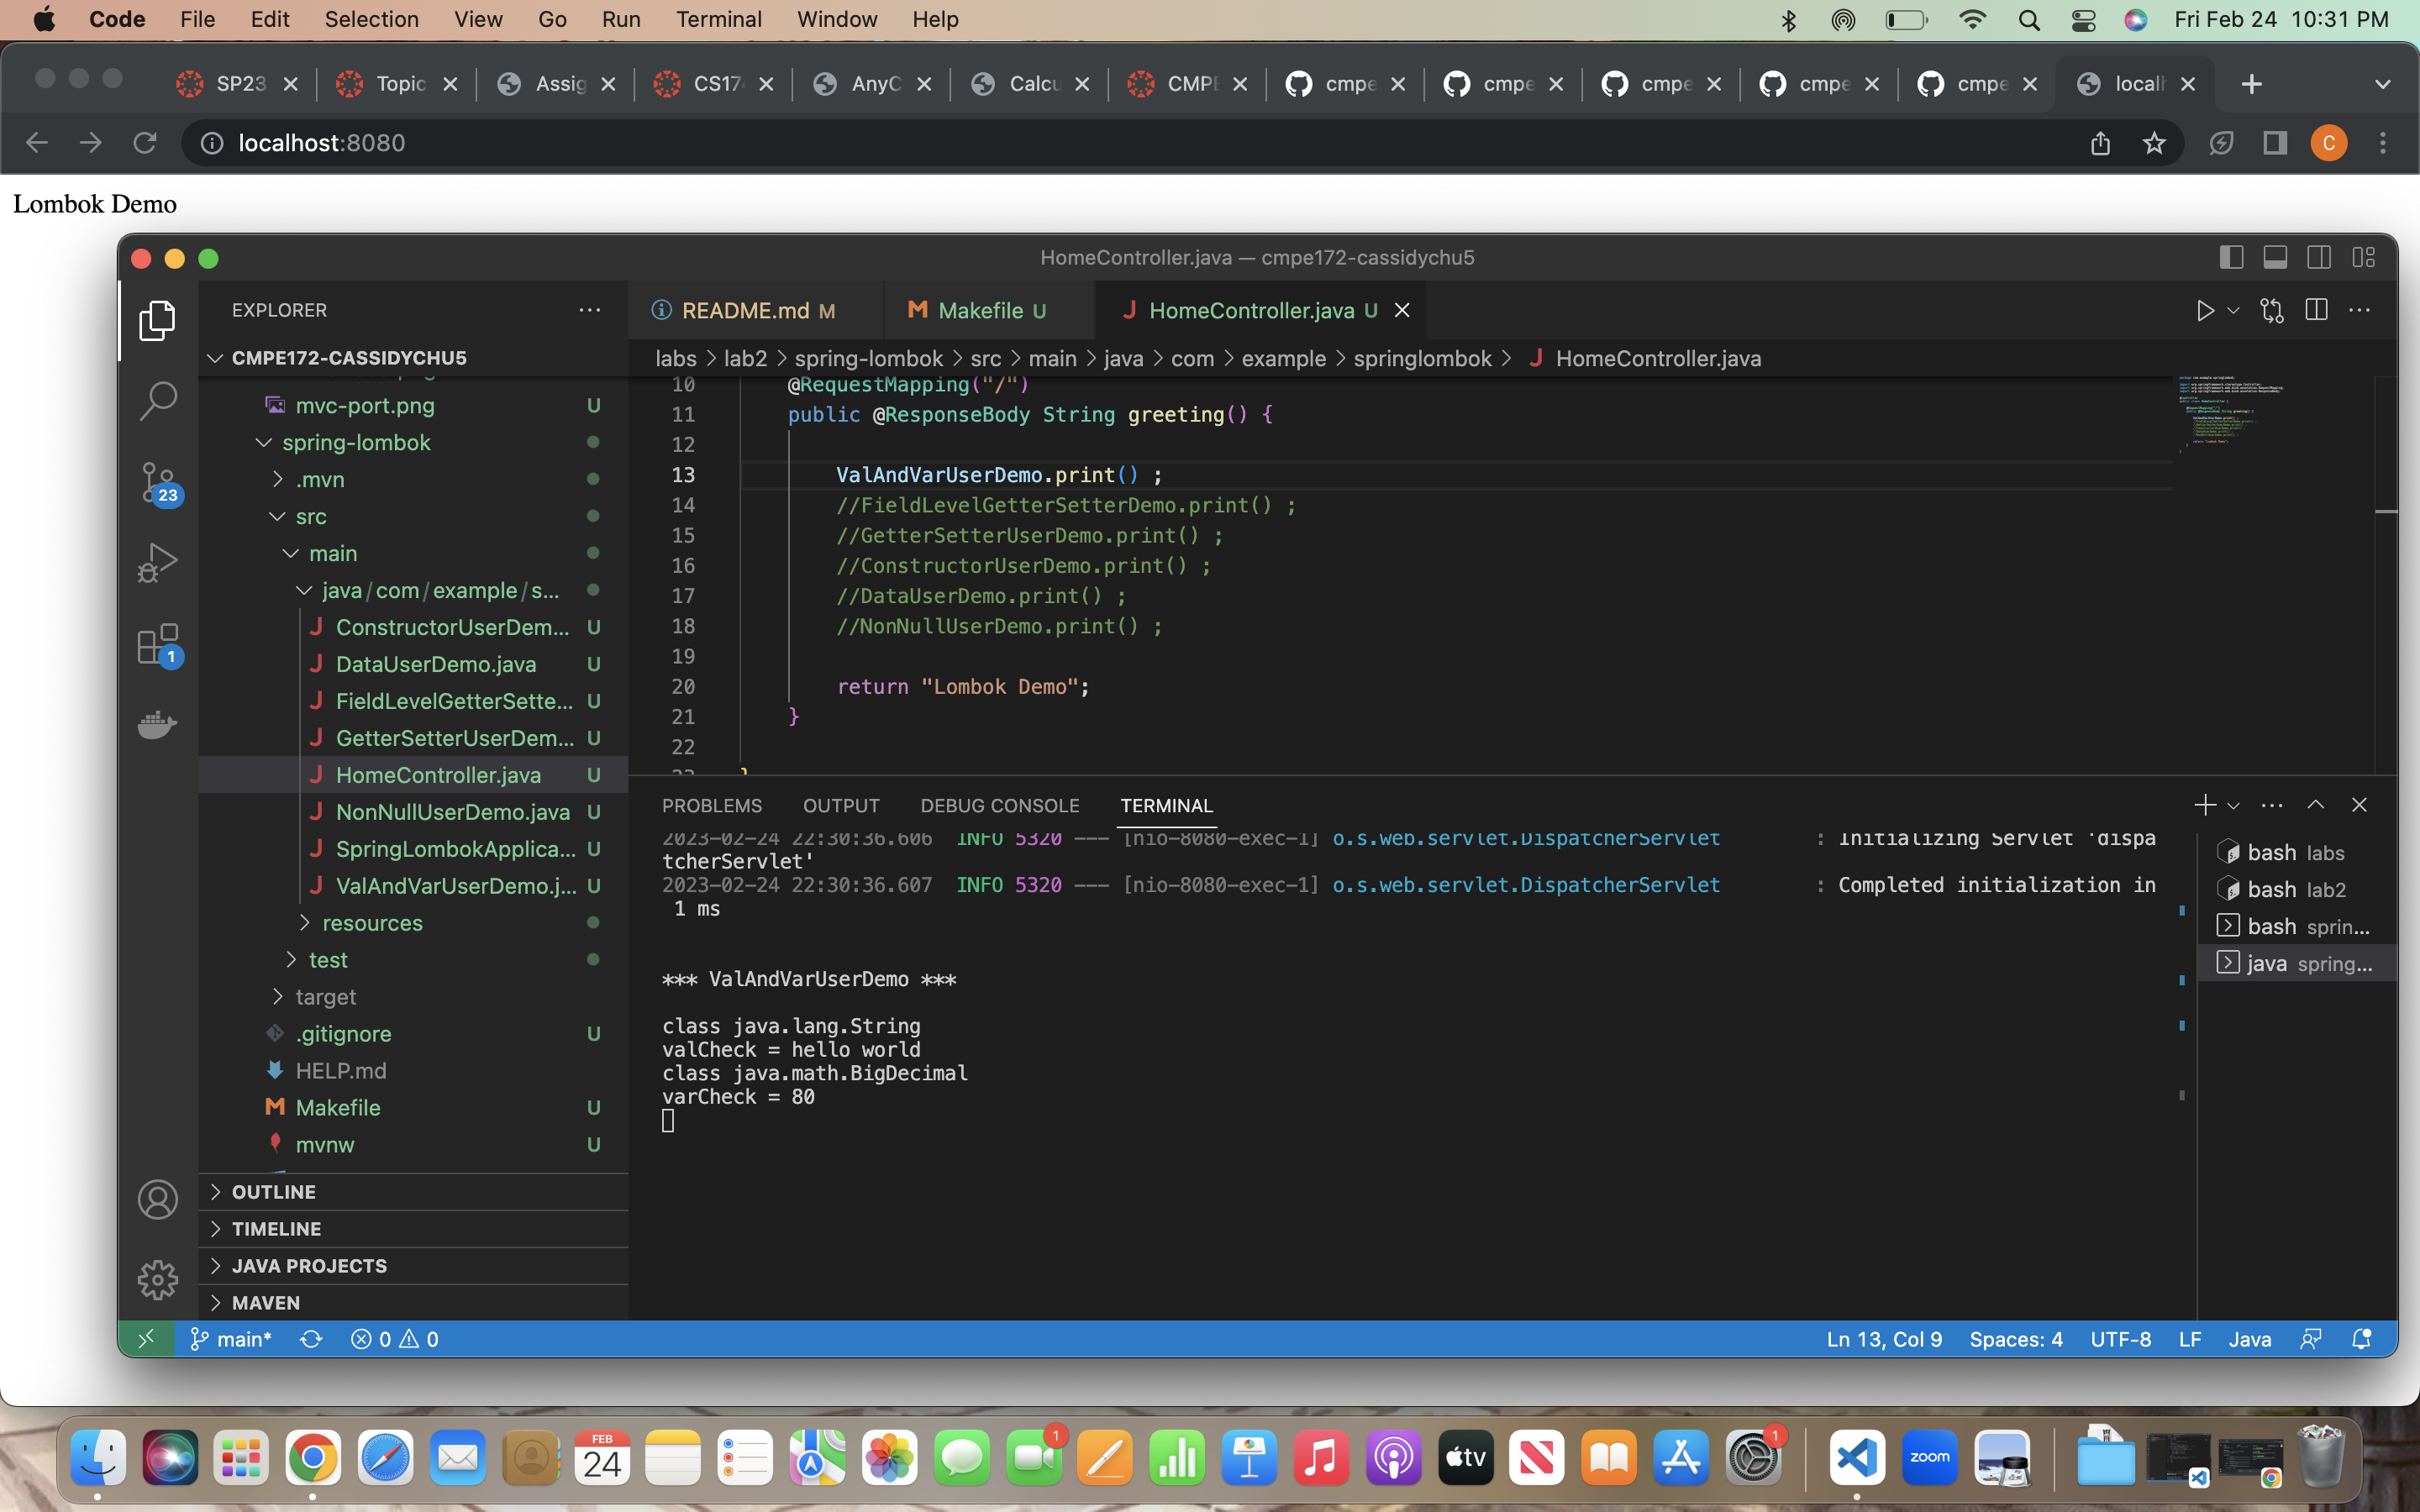 Code File Edit Selection View Go Run Terminal Window Help Fri Feb 24 10:31 PM
SP23 Topic Assig CS174 AnyC Calcu CMPE cmpe cmpe cmpe cmpe cmpe localh
localhost:8080 C
Lombok Demo
HomeController.java — cmpe172-cassidychu5
EXPLORER
README.md M Makefile U HomeController.java U
CMPE172-CASSIDYCHU5
labs > lab2 > spring-lombok > src > main > java > com > example > springlombok > HomeController.java
mvc-port.png U
spring-lombok
.mvn
src
main
java/com/example/s...
ConstructorUserDem... U
DataUserDemo.java U
FieldLevelGetterSette... U
GetterSetterUserDem... U
HomeController.java U
NonNullUserDemo.java U
SpringLombokApplica... U
ValAndVarUserDemo.j... U
resources
test
target
.gitignore U
HELP.md
Makefile U
mvnw U
OUTLINE
TIMELINE
JAVA PROJECTS
MAVEN
23
1
10 @RequestMapping("/")
11 public @ResponseBody String greeting() {
12
13 ValAndVarUserDemo.print() ;
14 //FieldLevelGetterSetterDemo.print() ;
15 //GetterSetterUserDemo.print() ;
16 //ConstructorUserDemo.print() ;
17 //DataUserDemo.print() ;
18 //NonNullUserDemo.print() ;
19
20 return "Lombok Demo";
21 }
22
23 }
PROBLEMS OUTPUT DEBUG CONSOLE TERMINAL
2023-02-24 22:30:36.606 INFO 5320 --- [nio-8080-exec-1] o.s.web.servlet.DispatcherServlet : Initializing Servlet 'dispa
tcherServlet'
2023-02-24 22:30:36.607 INFO 5320 --- [nio-8080-exec-1] o.s.web.servlet.DispatcherServlet : Completed initialization in
1 ms
*** ValAndVarUserDemo ***
class java.lang.String
valCheck = hello world
class java.math.BigDecimal
varCheck = 80
bash labs
bash lab2
bash sprin...
java spring...
main* 0 0 Ln 13, Col 9 Spaces: 4 UTF-8 LF Java
FEB
24
1
tv
1
zoom